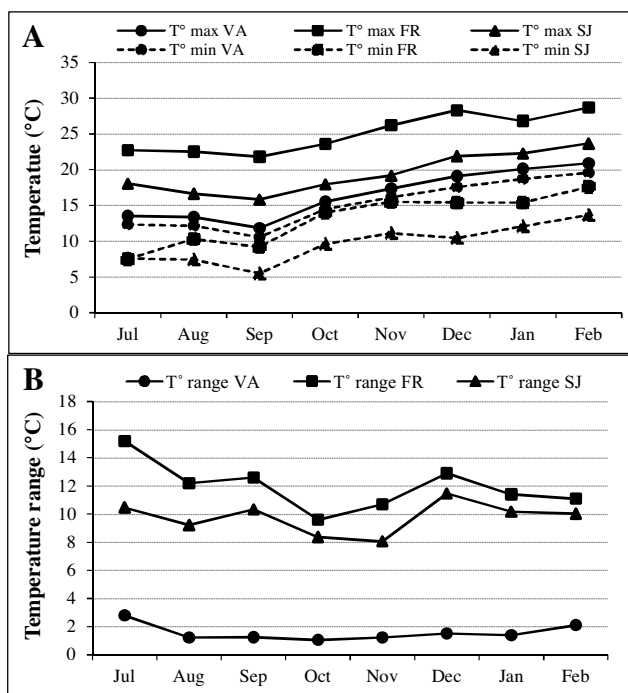 A
T° max VA T° max FR T° max SJ
T° min VA T° min FR T° min SJ
Temperatue (°C)
35
30
25
20
15
10
5
0
Jul Aug Sep Oct Nov Dec Jan Feb
B
T° range VA T° range FR T° range SJ
Temperature range (°C)
18
16
14
12
10
8
6
4
2
0
Jul Aug Sep Oct Nov Dec Jan Feb